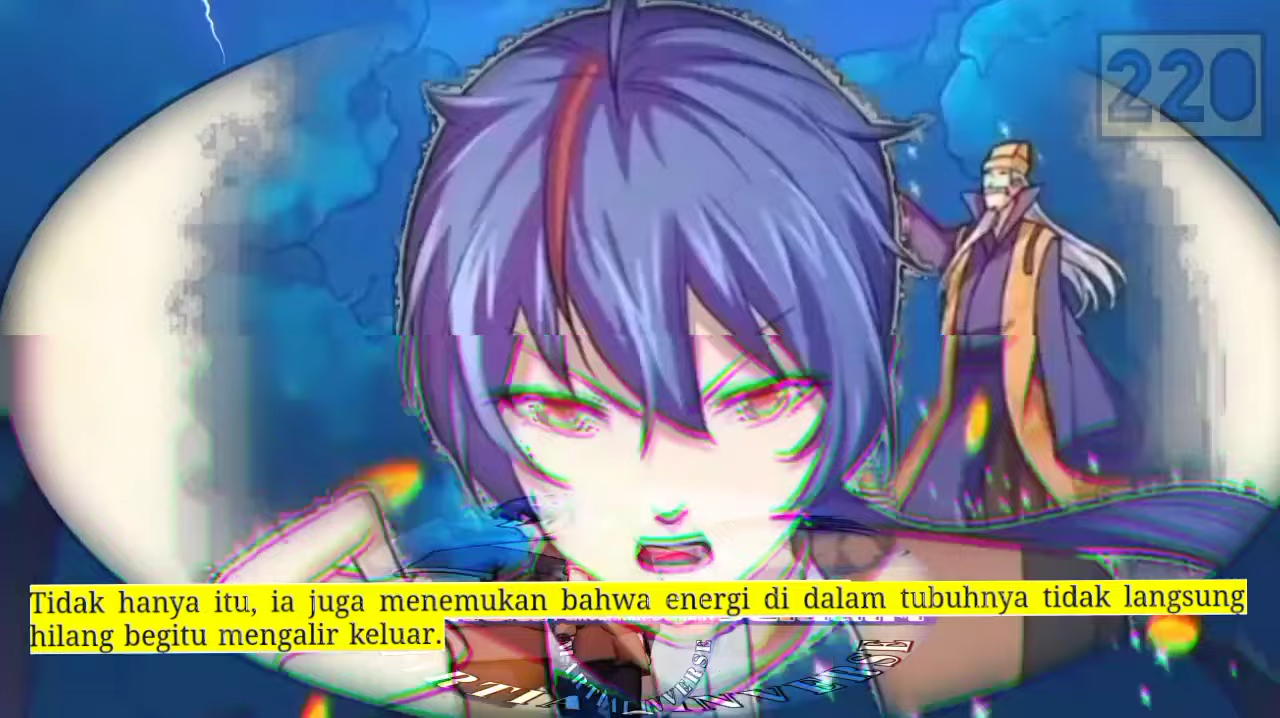 220
Tidak hanya itu, ia juga menemukan bahwa energi di dalam tubuhnya tidak langsung
hilang begitu mengalir keluar.